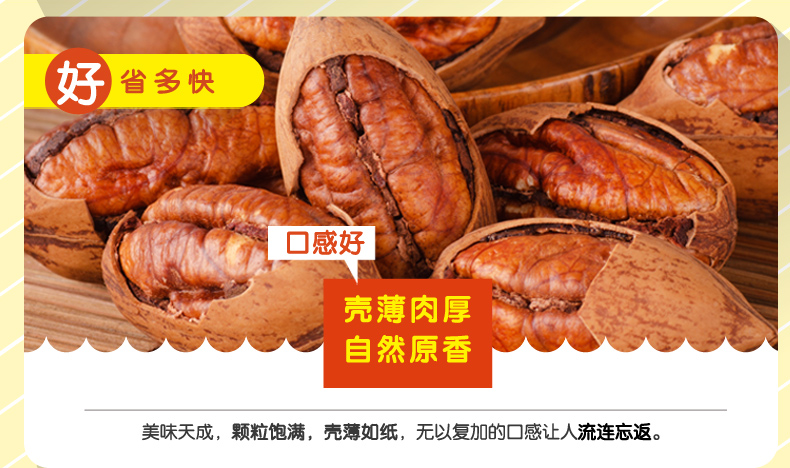 好 省多快
口感好
壳薄肉厚
自然原香
美味天成，颗粒饱满，壳薄如纸，无以复加的口感让人流连忘返。